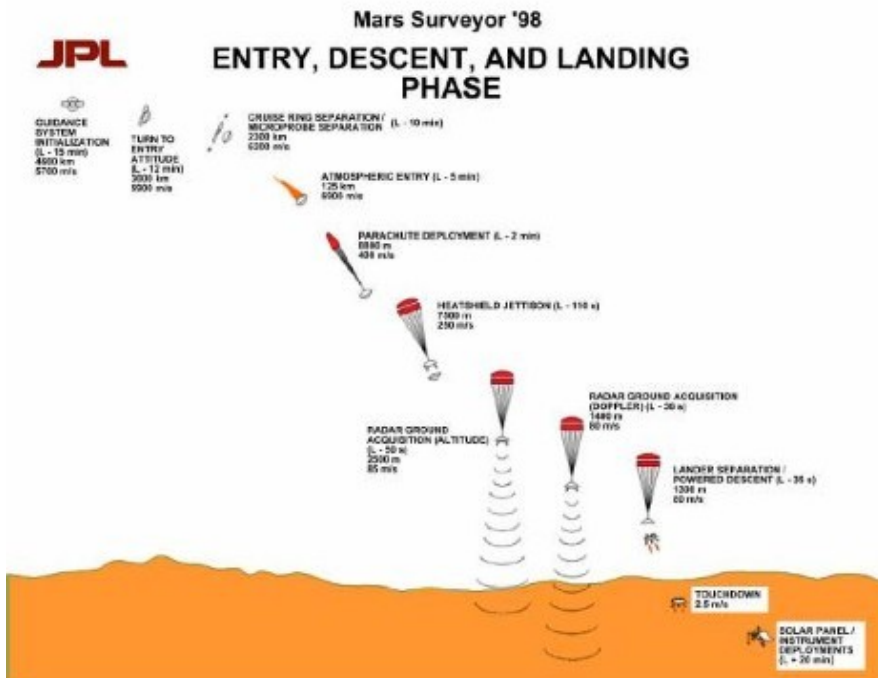 JPL
Mars Surveyor '98
ENTRY, DESCENT, AND LANDING
PHASE
GUIDANCE
SYSTEM
INITIALIZATION
(L - 15 min)
4600 km
5700 m/s
TURN TO
ENTRY
ATTITUDE
(L - 12 min)
3000 km
m/s
CRUISE RING SEPARATION /
MICROPROBE SEPARATION (L - 10 min)
2300 km
6200 m/s
ATMOSPHERIC ENTRY (L - 5 min)
125 km
6900 m/s
PARACHUTE DEPLOYMENT (L - 2 min)
8800 m
m/s
HEATSHIELD JETTISON (L - 110 s)
7500 m
250 m/s
RADAR GROUND
ACQUISITION (ALTITUDE)
(L - 50 s)
2500 m
85 m/s
RADAR GROUND ACQUISITION
(DOPPLER) (L - s)
1400 m
80 m/s
LANDER SEPARATION /
POWERED DESCENT (L - s)
1300 m
80 m/s
TOUCHDOWN
2.5 m/s
SOLAR PANEL /
INSTRUMENT
DEPLOYMENTS
(L + 20 min)